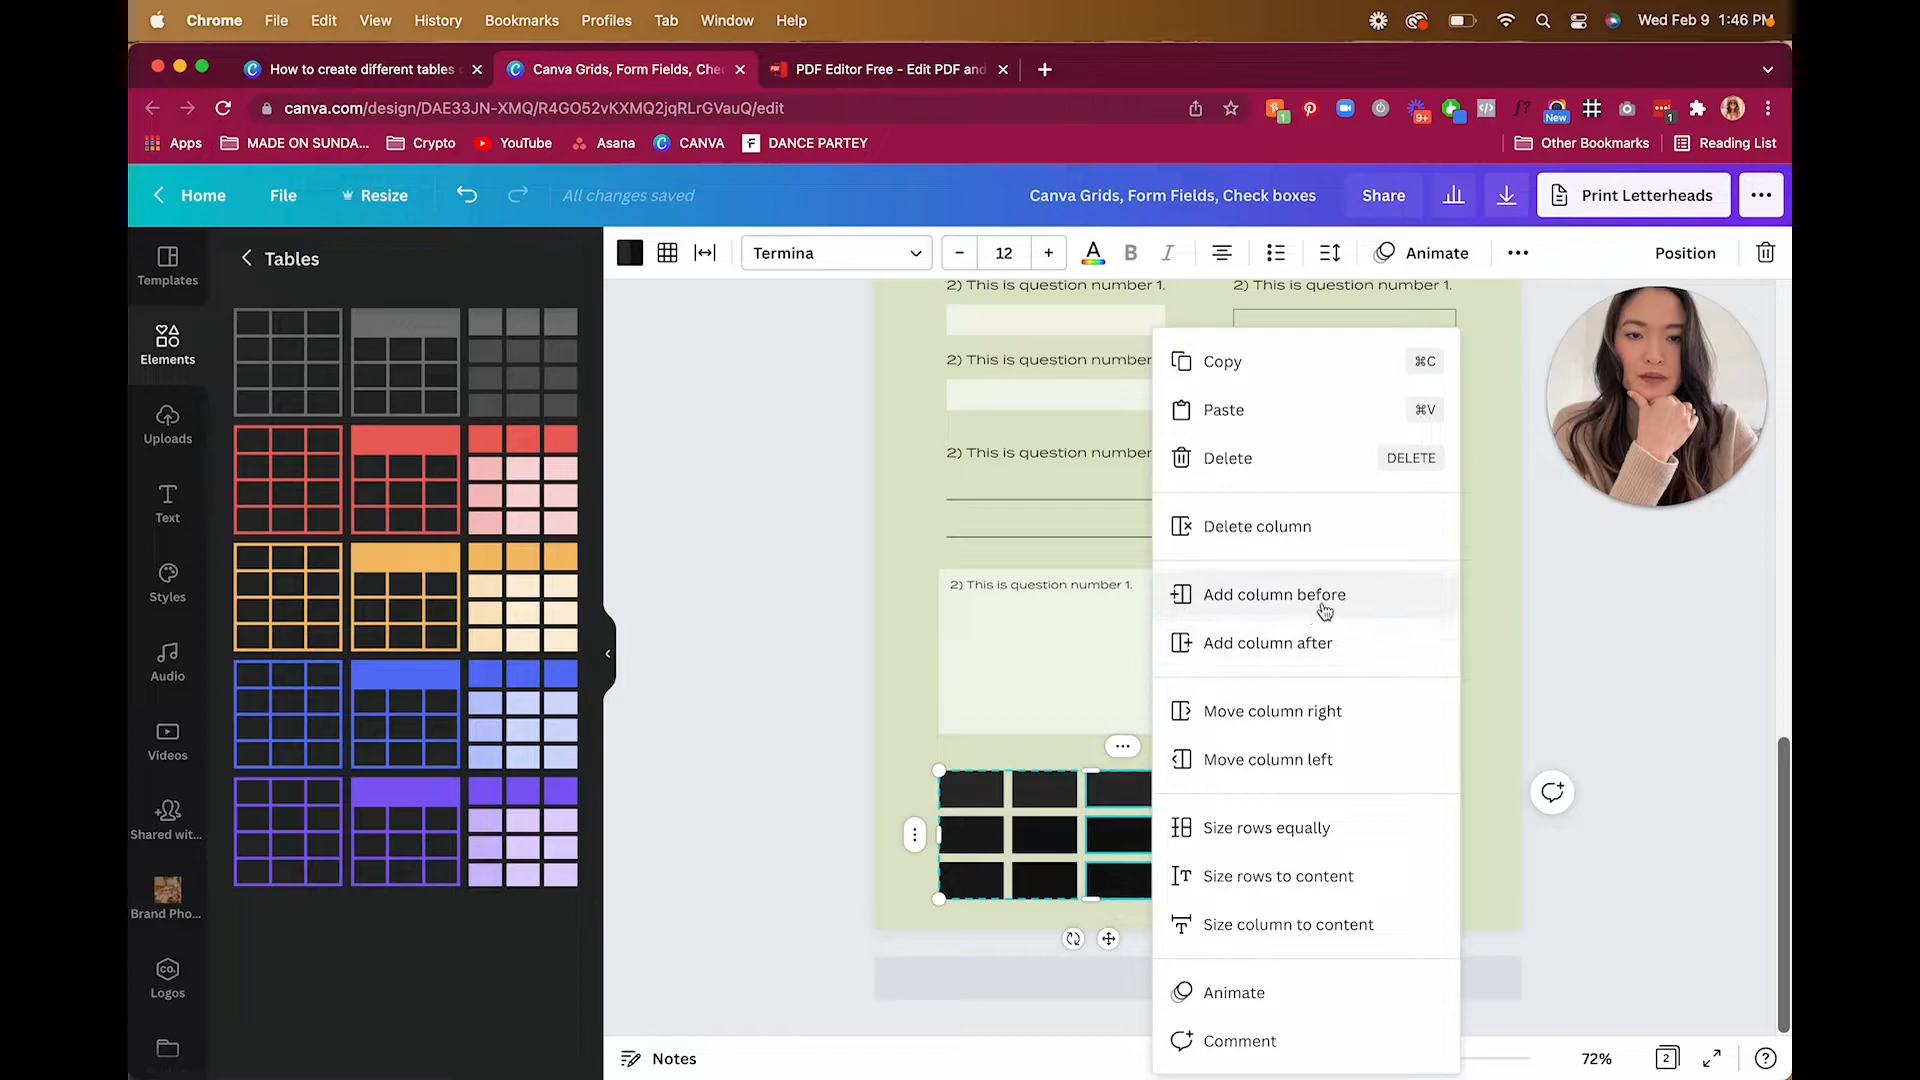 Chrome File Edit View History Bookmarks Profiles Tab Window Help Wed Feb 9 1:46 PM
How to create different tables Canva Grids, Form Fields, Che PDF Editor Free - Edit PDF and
canva.com/design/DAE33JN-XMQ/R4GO52vKXMQ2jqRLrGVauQ/edit 1 9+ f? New 1
Apps MADE ON SUNDA... Crypto YouTube Asana CANVA F DANCE PARTEY Other Bookmarks Reading List
Home File Resize All changes saved Canva Grids, Form Fields, Check boxes Share Print Letterheads
Tables
Termina – 12 + A B I Animate Position
Templates
Elements
Uploads
Text
Styles
Audio
Videos
Shared wit...
Brand Pho...
co.
Logos
2) This is question number 1. 2) This is question number 1.
2) This is question number
2) This is question number
2) This is question number 1.
Copy ⌘C
Paste ⌘V
Delete DELETE
Delete column
Add column before
Add column after
Move column right
Move column left
Size rows equally
Size rows to content
Size column to content
Animate
Comment
Notes 72% 2 ?